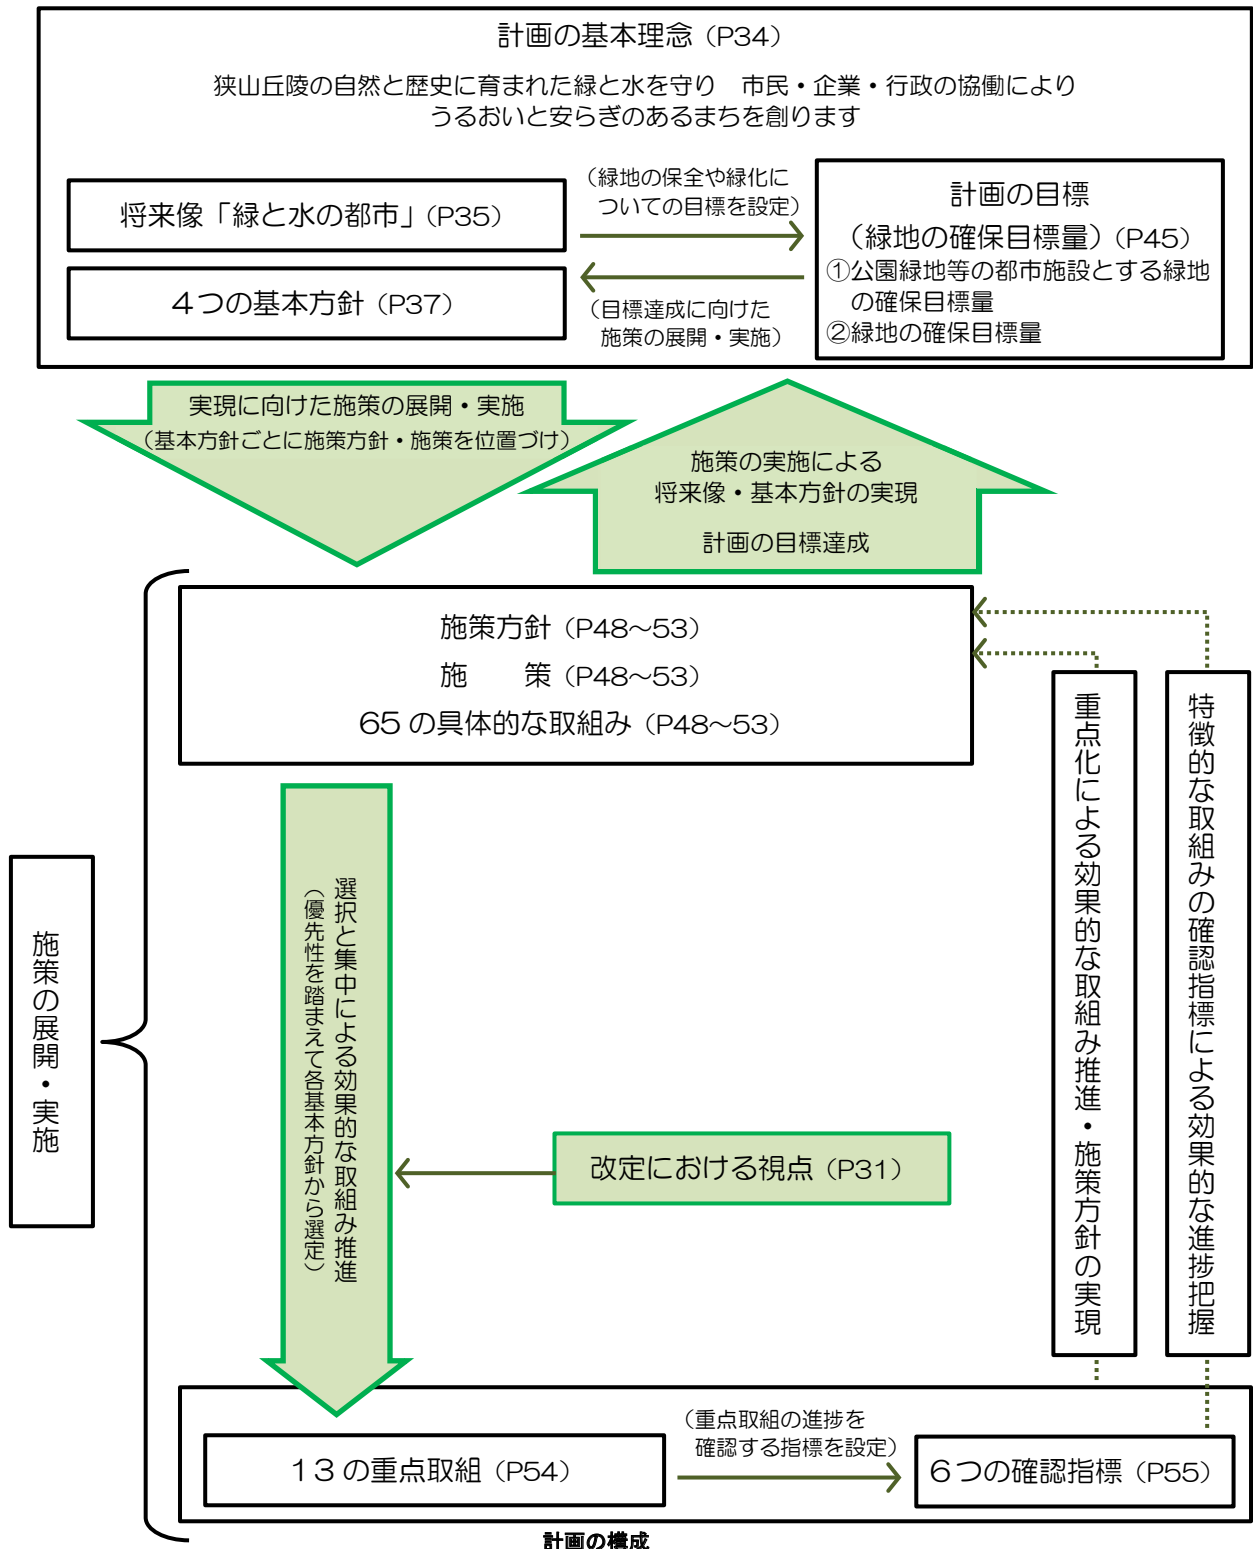 計画の基本理念（P34）
狭山丘陵の自然と歴史に育まれた緑と水を守り　市民・企業・行政の協働により
うるおいと安らぎのあるまちを創ります
将来像「緑と水の都市」（P35）
4つの基本方針（P37）
（緑地の保全や緑化に
ついての目標を設定）
（目標達成に向けた
施策の展開・実施）
計画の目標
（緑地の確保目標量）（P45）
①公園緑地等の都市施設とする緑地
の確保目標量
②緑地の確保目標量
実現に向けた施策の展開・実施
（基本方針ごとに施策方針・施策を位置づけ）
施策の実施による
将来像・基本方針の実現
計画の目標達成
施策方針（P48～53）
施　　策（P48～53）
65の具体的な取組み（P48～53）
施策の展開・実施
選択と集中による効果的な取組み推進
（優先性を踏まえて各基本方針から選定）
改定における視点（P31）
重点化による効果的な取組み推進・施策方針の実現
特徴的な取組みの確認指標による効果的な進捗把握
13の重点取組（P54）
（重点取組の進捗を
確認する指標を設定）
6つの確認指標（P55）
計画の構成